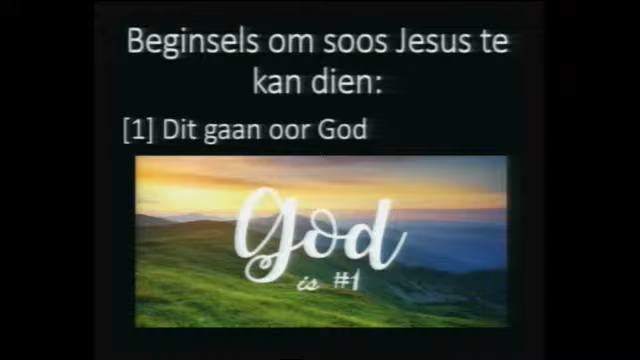 Beginsels om soos Jesus te
kan dien:
[1] Dit gaan oor God
God
is #1